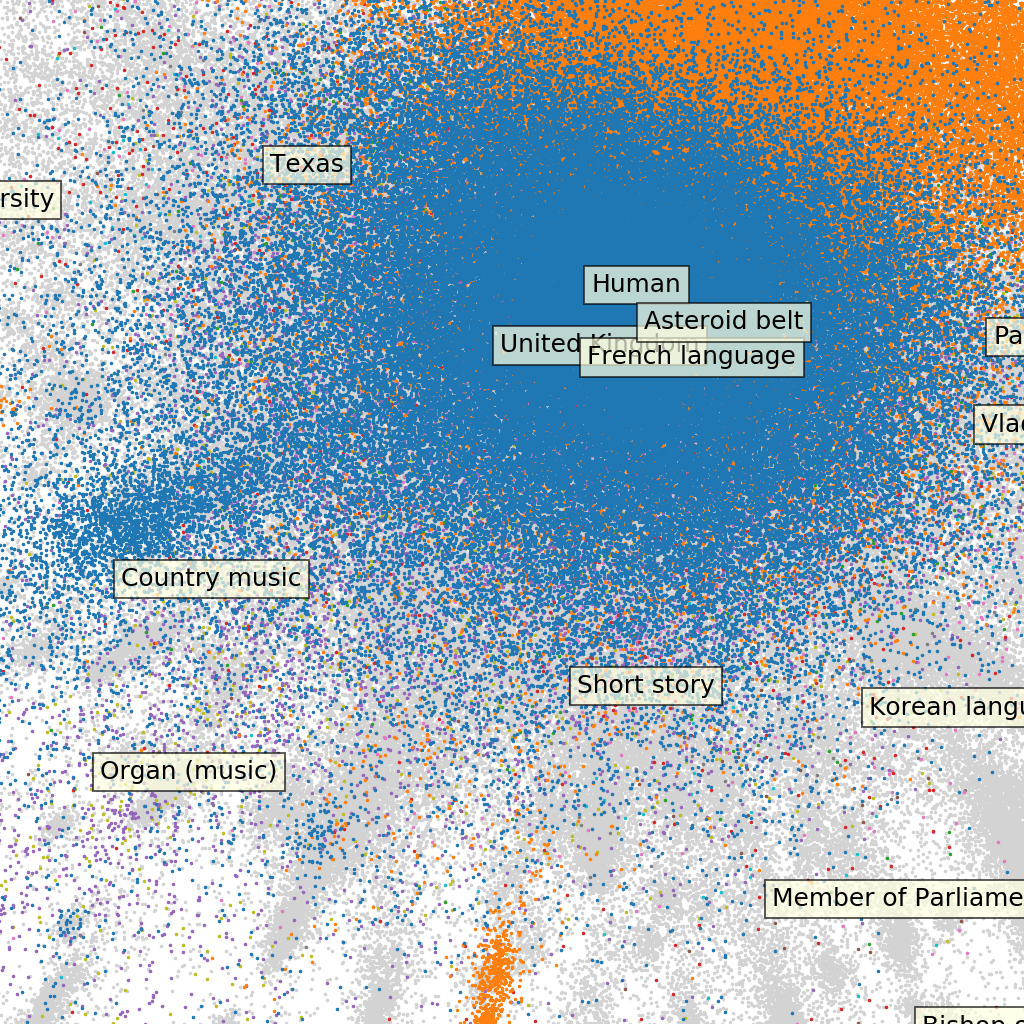 Texas
rsity
Human
Asteroid belt
United Kingdom
French language
Pa
Vlad
Country music
Short story
Korean langu
Organ (music)
Member of Parliame
Bishop o